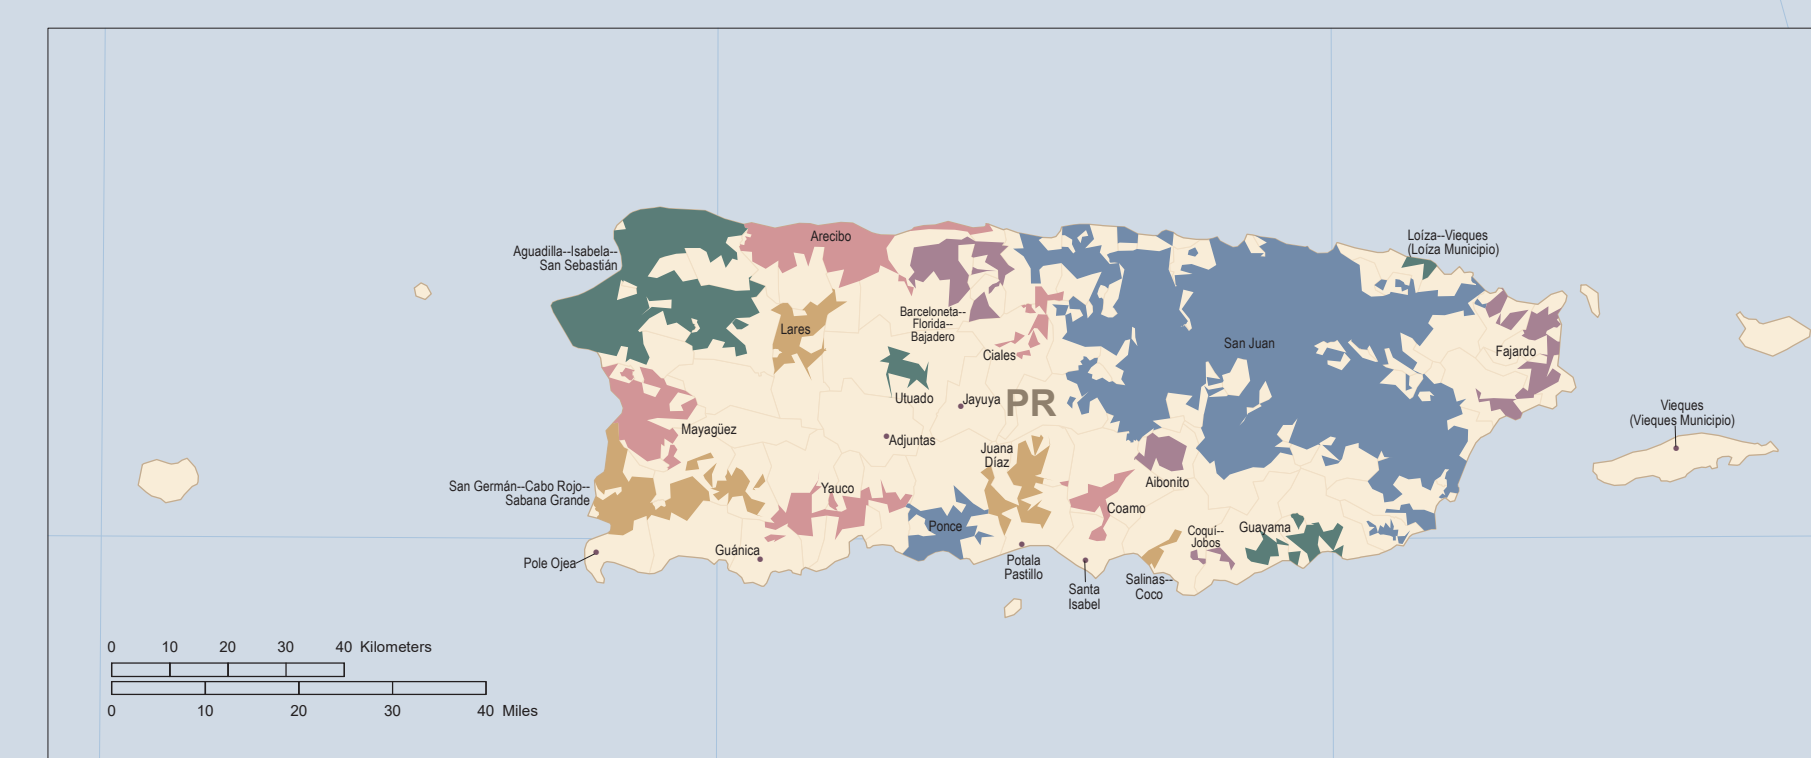 Arecibo
Aguadilla--Isabela--
San Sebastián
Loíza--Vieques
(Loíza Municipio)
Barceloneta--
Florida--
Bajadero
Lares
San Juan
Ciales
Fajardo
Utuado
Jayuya
PR
Vieques
(Vieques Municipio)
Mayagüez
Adjuntas
Juana
Díaz
Aibonito
San Germán--Cabo Rojo--
Sabana Grande
Yauco
Coamo
Ponce
Coquí--
Jobos
Guayama
Guánica
Pole Ojea
Potala
Pastillo
Santa
Isabel
Salinas--
Coco
0 10 20 30 40 Kilometers
0 10 20 30 40 Miles